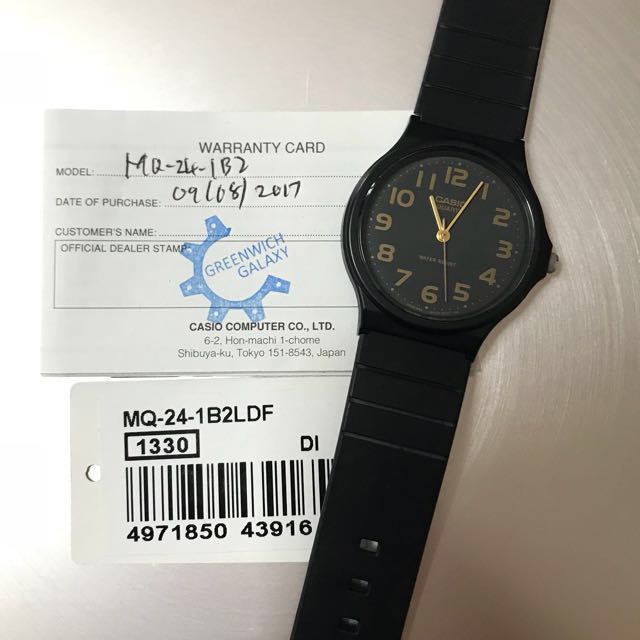 WARRANTY CARD
MODEL: MQ-24-1B2
DATE OF PURCHASE: 09/08/2017
CUSTOMER'S NAME:
OFFICIAL DEALER STAMP
GREENWICH
GALAXY
CASIO COMPUTER CO., LTD.
6-2, Hon-machi 1-chome
Shibuya-ku, Tokyo 151-8543, Japan
12
1
2
3
4
5
6
7
8
9
10
11
CASIO
QUARTZ
WATER RESIST
MQ-24-1B2LDF
1330 DI
4971850 43916